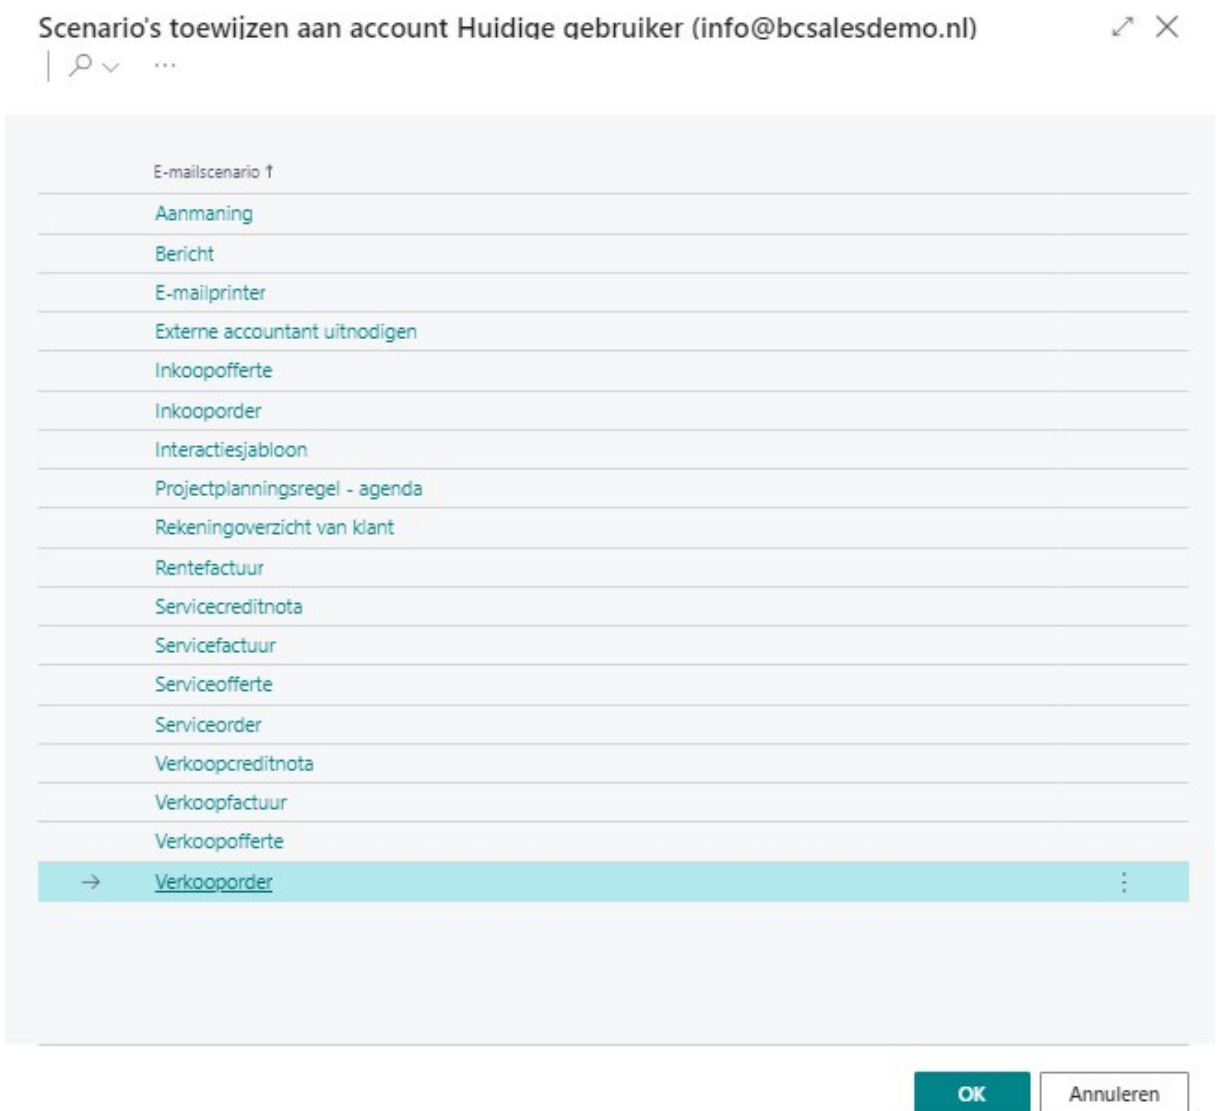 Scenario's toewijzen aan account Huidige gebruiker (info@bcsalesdemo.nl)
E-mailscenario ↑
Aanmaning
Bericht
E-mailprinter
Externe accountant uitnodigen
Inkoopofferte
Inkooporder
Interactiesjabloon
Projectplanningsregel - agenda
Rekeningoverzicht van klant
Rentefactuur
Servicecreditnota
Servicefactuur
Serviceofferte
Serviceorder
Verkoopcreditnota
Verkoopfactuur
Verkoopofferte
Verkooporder
OK Annuleren